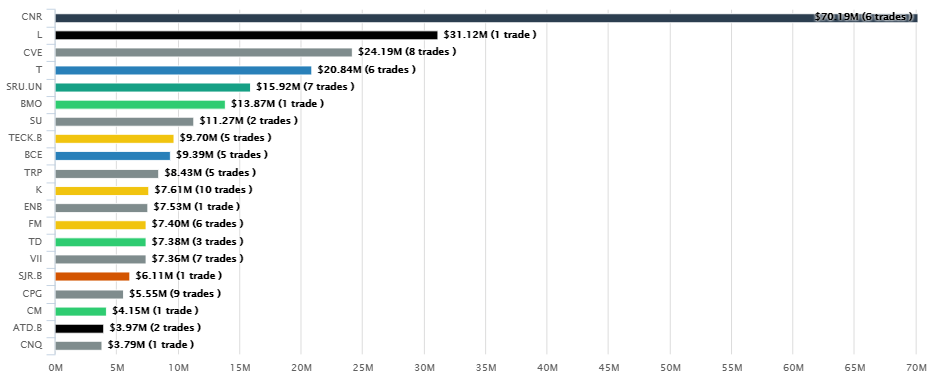 CNR $70.19M (6 trades )
L $31.12M (1 trade )
CVE $24.19M (8 trades )
T $20.84M (6 trades )
SRU.UN $15.92M (7 trades )
BMO $13.87M (1 trade )
SU $11.27M (2 trades )
TECK.B $9.70M (5 trades )
BCE $9.39M (5 trades )
TRP $8.43M (5 trades )
K $7.61M (10 trades )
ENB $7.53M (1 trade )
FM $7.40M (6 trades )
TD $7.38M (3 trades )
VII $7.36M (7 trades )
SJR.B $6.11M (1 trade )
CPG $5.55M (9 trades )
CM $4.15M (1 trade )
ATD.B $3.97M (2 trades )
CNQ $3.79M (1 trade )
0M 5M 10M 15M 20M 25M 30M 35M 40M 45M 50M 55M 60M 65M 70M